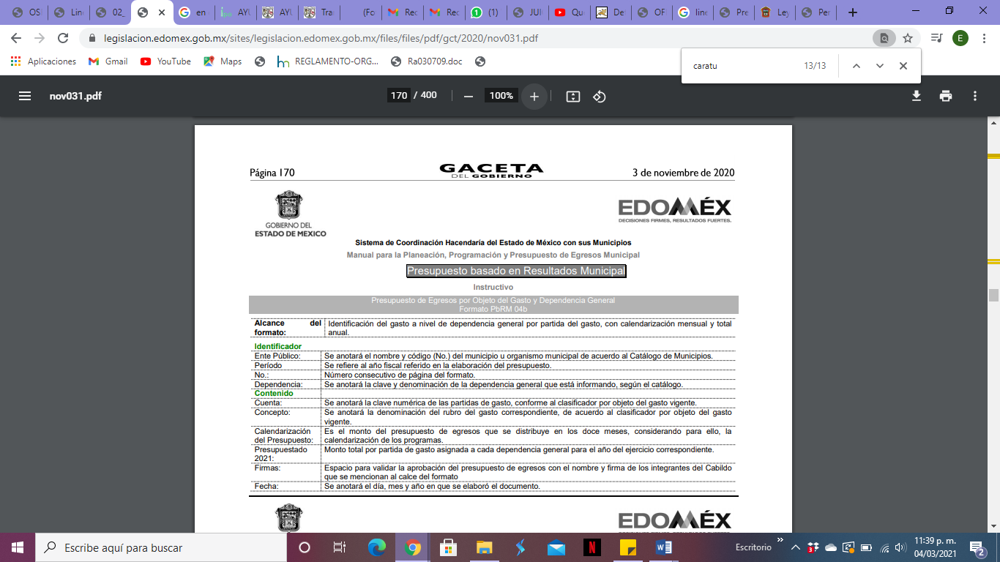 OS
Line
02_
en
AYU
AYU
Tra
(Fo
Rec
Rec
(1)
JUI
Qu
De
OF
line
Pre
Ley
Per
legislacion.edomex.gob.mx/sites/legislacion.edomex.gob.mx/files/files/pdf/gct/2020/nov031.pdf
E
Aplicaciones
Gmail
YouTube
Maps
REGLAMENTO-ORG...
Ra030709.doc
caratu
13/13
nov031.pdf
170 / 400
100%
Página 170
GACETA
DEL GOBIERNO
3 de noviembre de 2020
GOBIERNO DEL
ESTADO DE MÉXICO
EDOMÉX
DECISIONES FIRMES, RESULTADOS FUERTES.
Sistema de Coordinación Hacendaría del Estado de México con sus Municipios
Manual para la Planeación, Programación y Presupuesto de Egresos Municipal
Presupuesto basado en Resultados Municipal
Instructivo
Presupuesto de Egresos por Objeto del Gasto y Dependencia General
Formato PbRM 04b
Alcance del
formato:
Identificación del gasto a nivel de dependencia general por partida del gasto, con calendarización mensual y total
anual.
Identificador
Ente Público: Se anotará el nombre y código (No.) del municipio u organismo municipal de acuerdo al Catálogo de Municipios.
Período Se refiere al año fiscal referido en la elaboración del presupuesto.
No.: Número consecutivo de página del formato.
Dependencia: Se anotará la clave y denominación de la dependencia general que está informando, según el catálogo.
Contenido
Cuenta: Se anotará la clave numérica de las partidas de gasto, conforme al clasificador por objeto del gasto vigente.
Concepto: Se anotará la denominación del rubro del gasto correspondiente, de acuerdo al clasificador por objeto del gasto
vigente.
Calendarización
del Presupuesto:
Es el monto del presupuesto de egresos que se distribuye en los doce meses, considerando para ello, la
calendarización de los programas.
Presupuestado
2021:
Monto total por partida de gasto asignada a cada dependencia general para el año del ejercicio correspondiente.
Firmas: Espacio para validar la aprobación del presupuesto de egresos con el nombre y firma de los integrantes del Cabildo
que se mencionan al calce del formato
Fecha: Se anotará el día, mes y año en que se elaboró el documento.
EDOMÉX
Escribe aquí para buscar
Escritorio
11:39 p. m.
04/03/2021
2